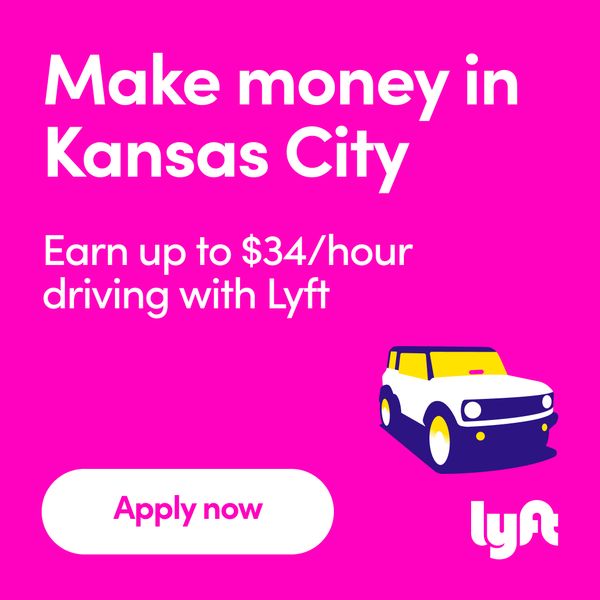 Make money in
Kansas City
Earn up to $34/hour
driving with Lyft
Apply now
lyft